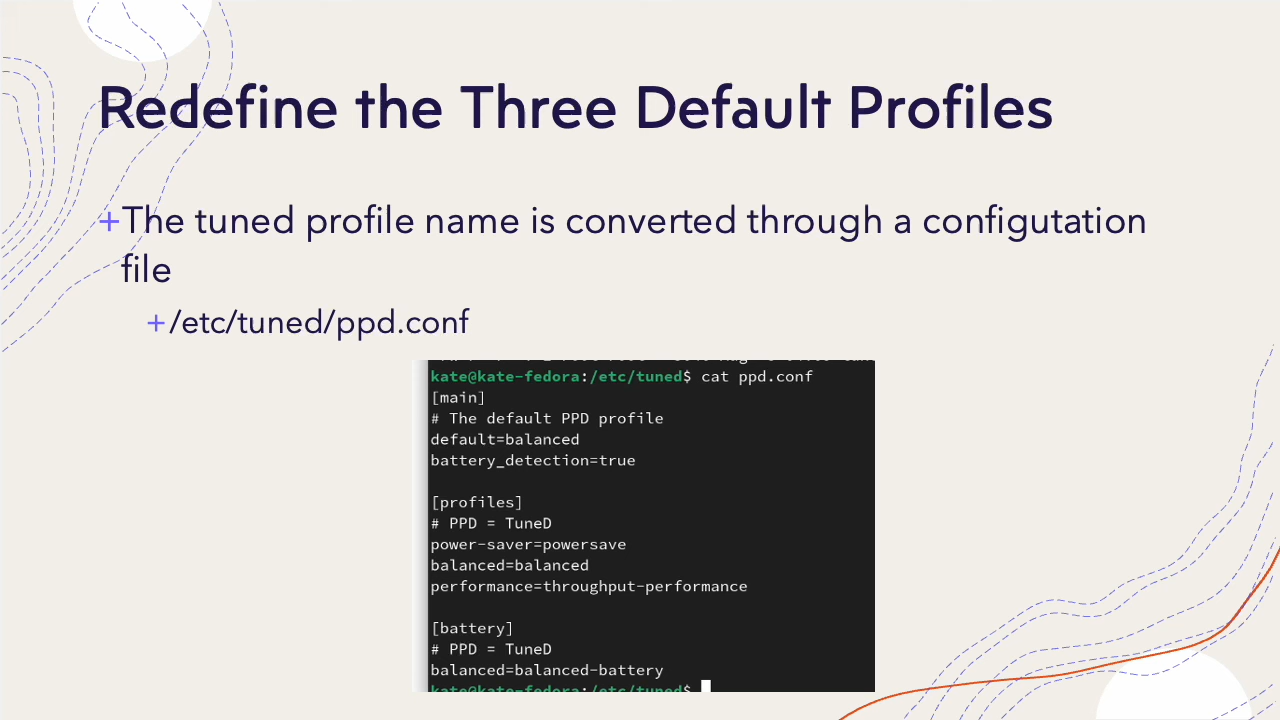 Redefine the Three Default Profiles
+The tuned profile name is converted through a configutation
file
+/etc/tuned/ppd.conf
kate@kate-fedora:/etc/tuned$ cat ppd.conf
[main]
# The default PPD profile
default=balanced
battery_detection=true
[profiles]
# PPD = TuneD
power-saver=powersave
balanced=balanced
performance=throughput-performance
[battery]
# PPD = TuneD
balanced=balanced-battery
kate@kate-fedora:/etc/tuned$